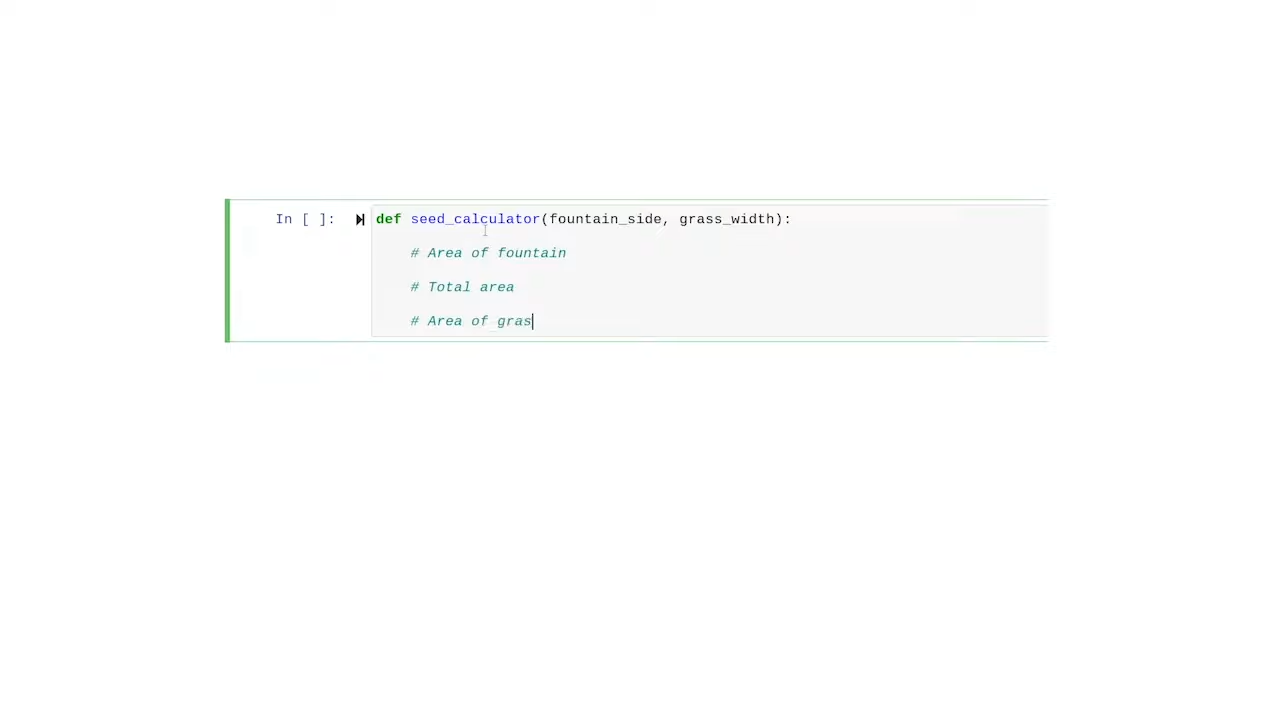 In [ ]: def seed_calculator(fountain_side, grass_width):
# Area of fountain
# Total area
# Area of gras